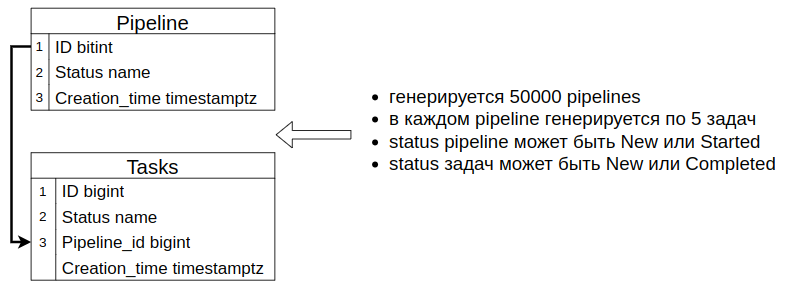 Pipeline
1 ID bitint
2 Status name
3 Creation_time timestamptz
Tasks
1 ID bigint
2 Status name
3 Pipeline_id bigint
Creation_time timestamptz
• генерируется 50000 pipelines
• в каждом pipeline генерируется по 5 задач
• status pipeline может быть New или Started
• status задач может быть New или Completed